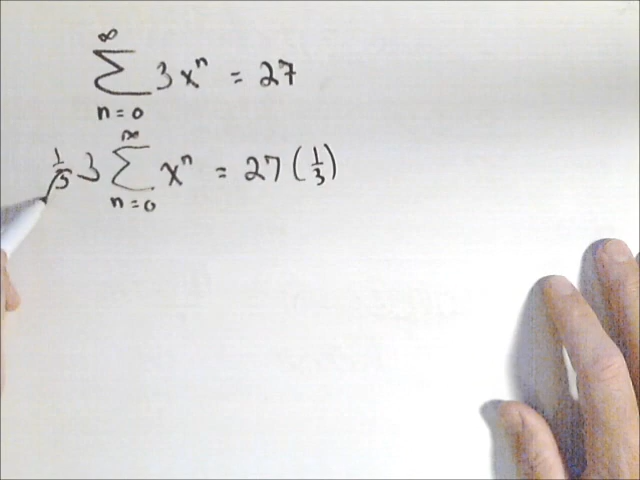 ∞
∑ 3xⁿ = 27
n = 0
∞
1/3 3 ∑ xⁿ = 27 (1/3)
n = 0